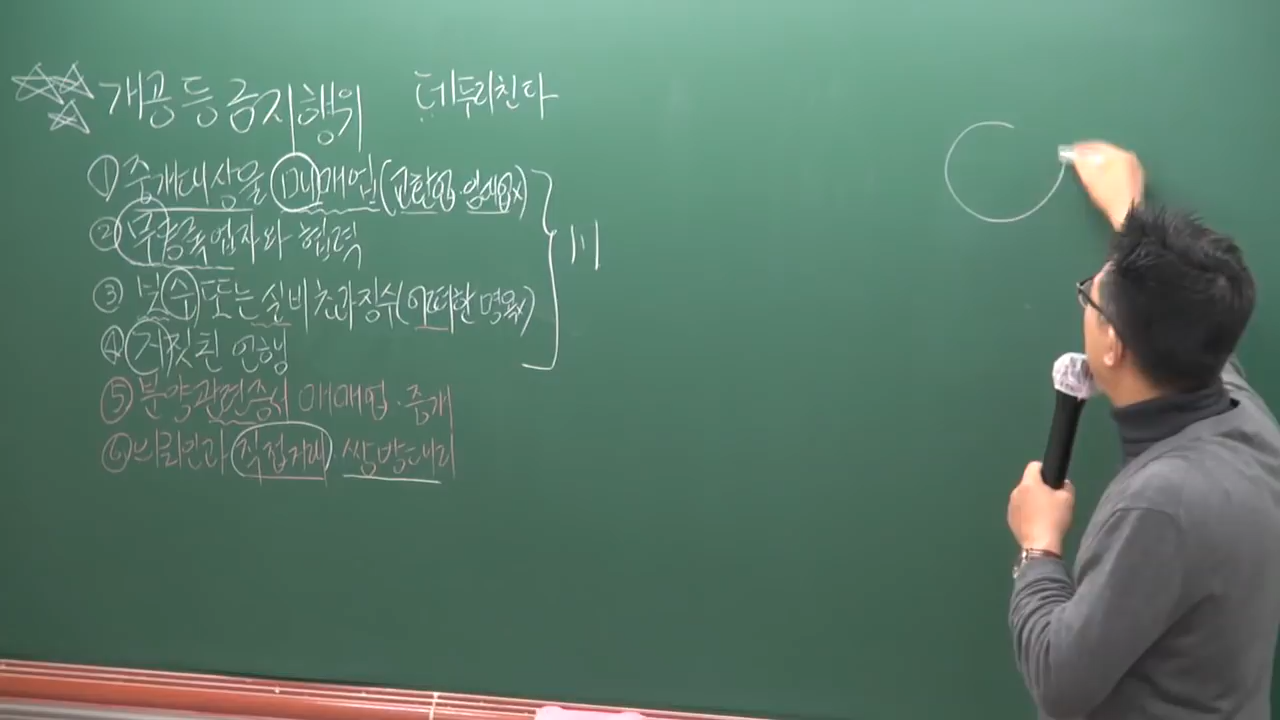 개공등 금지행위 테두리친다
① 중개대상물 매매업(교환업·임대업x)
② 무등록업자와 협력
③ 보수 또는 실비 초과징수(어떠한 명목x)
④ 거짓된 언행
⑤ 분양관련증서 매매업·중개
⑥ 의뢰인과 직접거래·쌍방대리